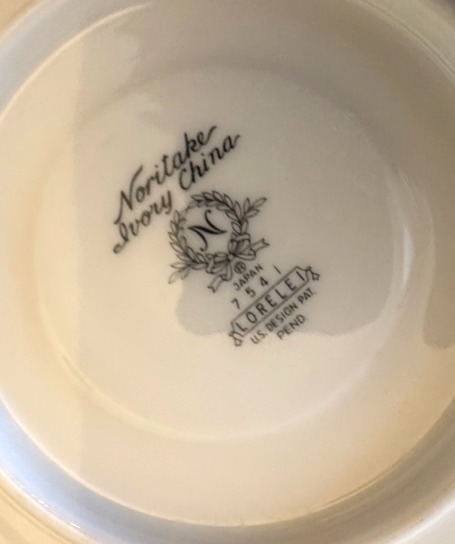 Noritake
Ivory China
N
®
JAPAN
7541
LORELEI
U.S. DESIGN PAT.
PEND.